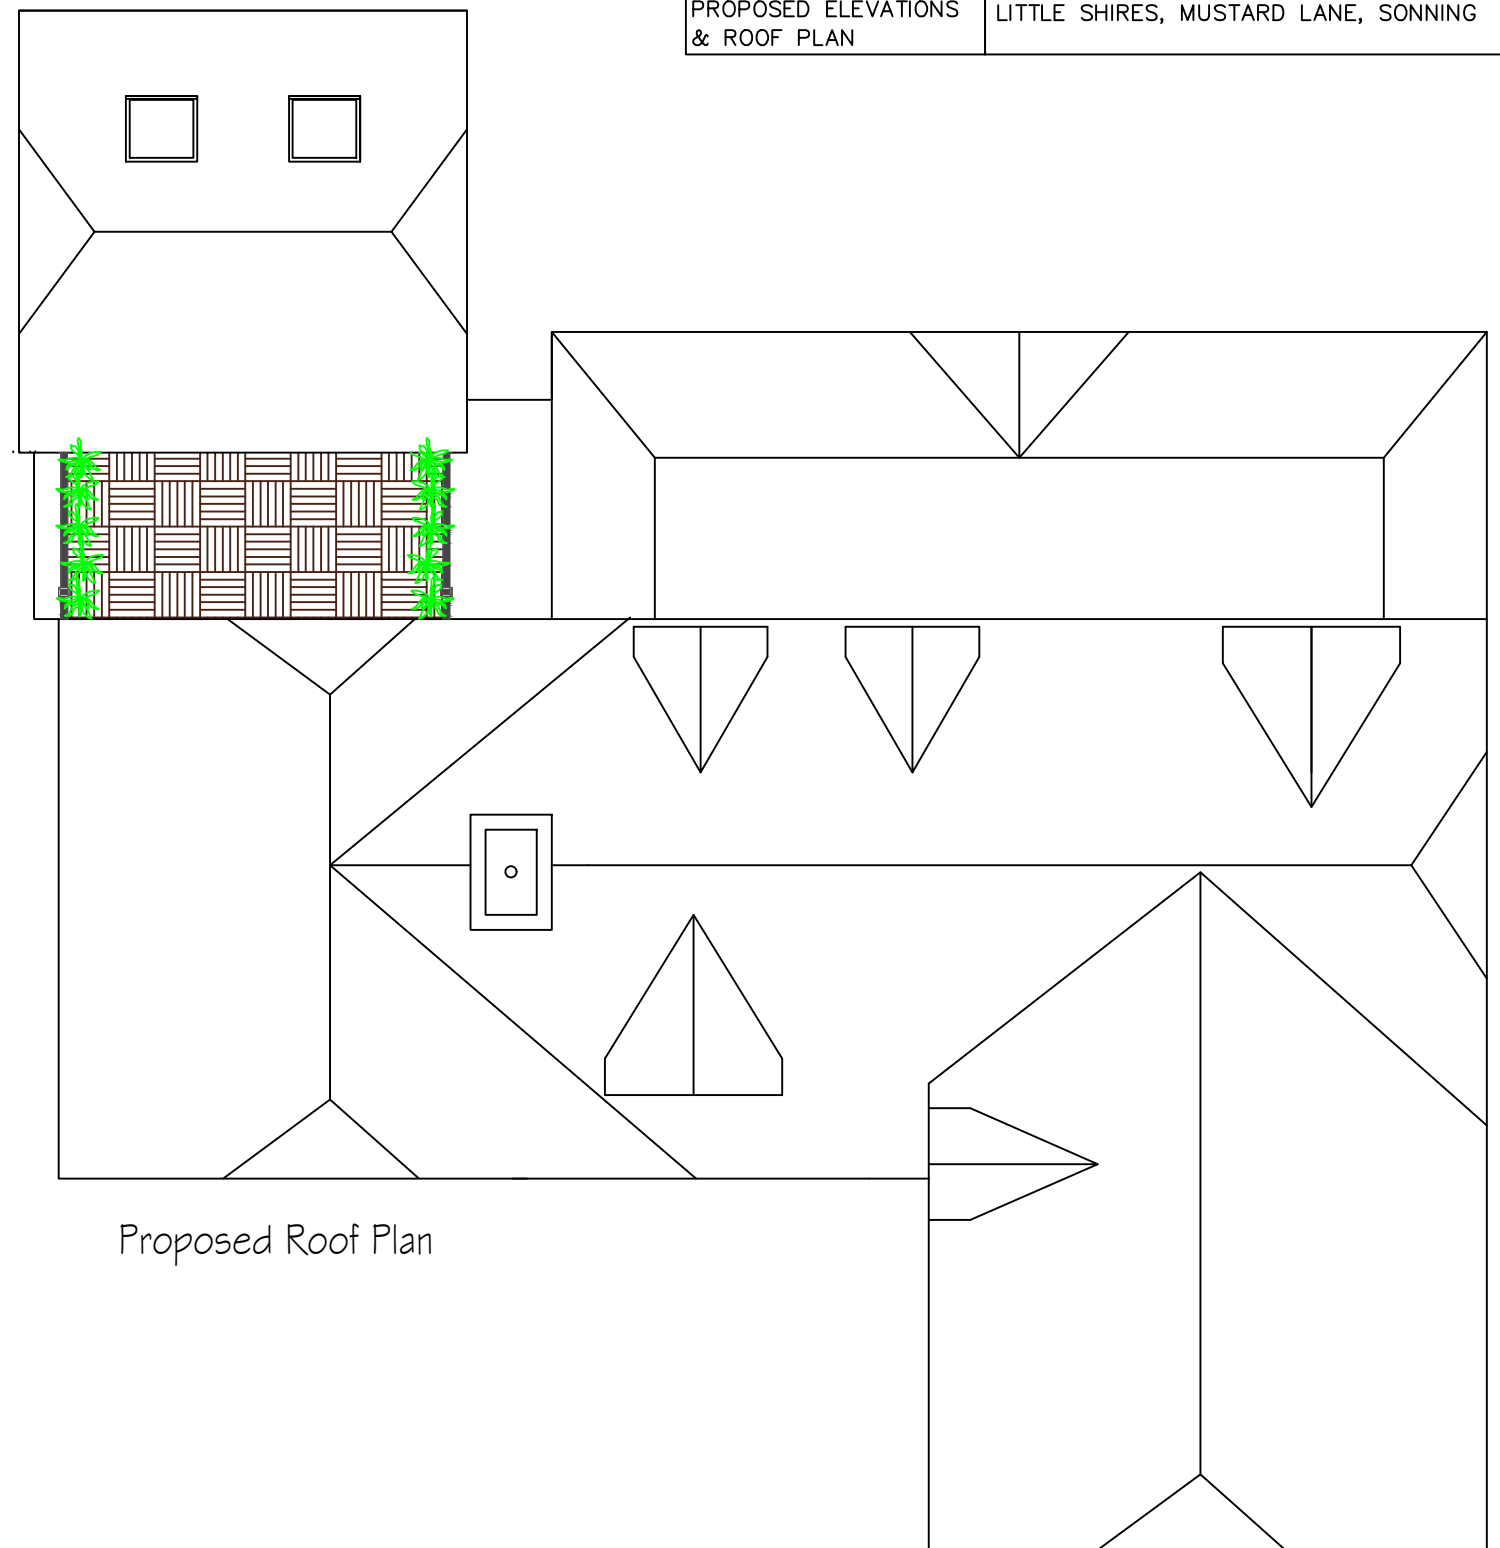 PROPOSED ELEVATIONS
& ROOF PLAN
LITTLE SHIRES, MUSTARD LANE, SONNING
Proposed Roof Plan